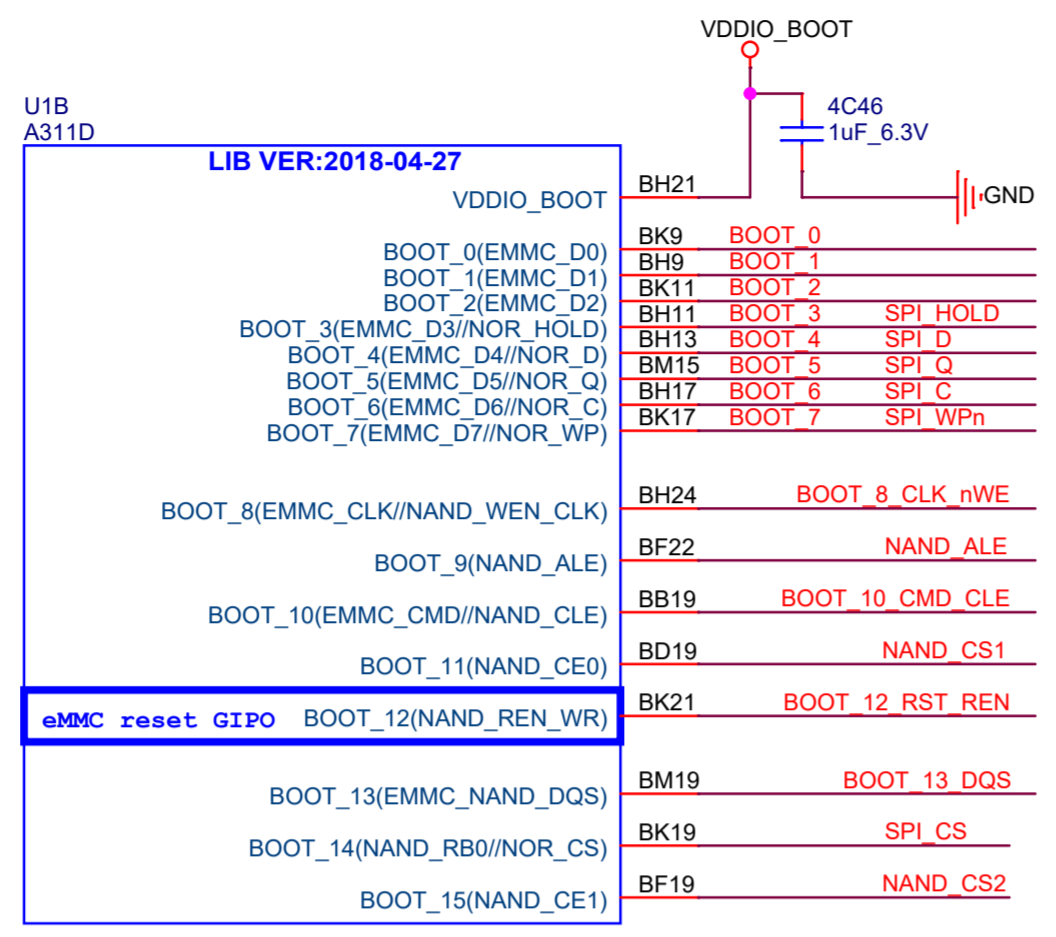 VDDIO_BOOT
U1B
4C46
A311D
1uF_6.3V
LIB VER:2018-04-27
VDDIO_BOOT BH21 GND
BOOT_0(EMMC_D0) BK9 BOOT_0
BOOT_1(EMMC_D1) BH9 BOOT_1
BOOT_2(EMMC_D2) BK11 BOOT_2
BOOT_3(EMMC_D3//NOR_HOLD) BH11 BOOT_3 SPI_HOLD
BOOT_4(EMMC_D4//NOR_D) BH13 BOOT_4 SPI_D
BOOT_5(EMMC_D5//NOR_Q) BM15 BOOT_5 SPI_Q
BOOT_6(EMMC_D6//NOR_C) BH17 BOOT_6 SPI_C
BOOT_7(EMMC_D7//NOR_WP) BK17 BOOT_7 SPI_WPn
BOOT_8(EMMC_CLK//NAND_WEN_CLK) BH24 BOOT_8_CLK_nWE
BOOT_9(NAND_ALE) BF22 NAND_ALE
BOOT_10(EMMC_CMD//NAND_CLE) BB19 BOOT_10_CMD_CLE
BOOT_11(NAND_CE0) BD19 NAND_CS1
eMMC reset GIPO BOOT_12(NAND_REN_WR) BK21 BOOT_12_RST_REN
BOOT_13(EMMC_NAND_DQS) BM19 BOOT_13_DQS
BOOT_14(NAND_RB0//NOR_CS) BK19 SPI_CS
BOOT_15(NAND_CE1) BF19 NAND_CS2